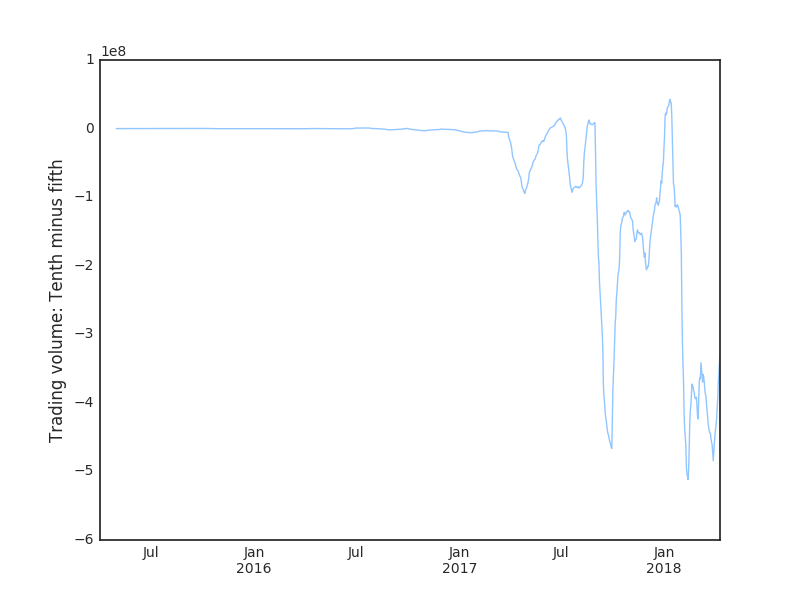 1e8
1
0
−1
−2
−3
−4
−5
−6
Trading volume: Tenth minus fifth
Jul
Jan
2016
Jul
Jan
2017
Jul
Jan
2018